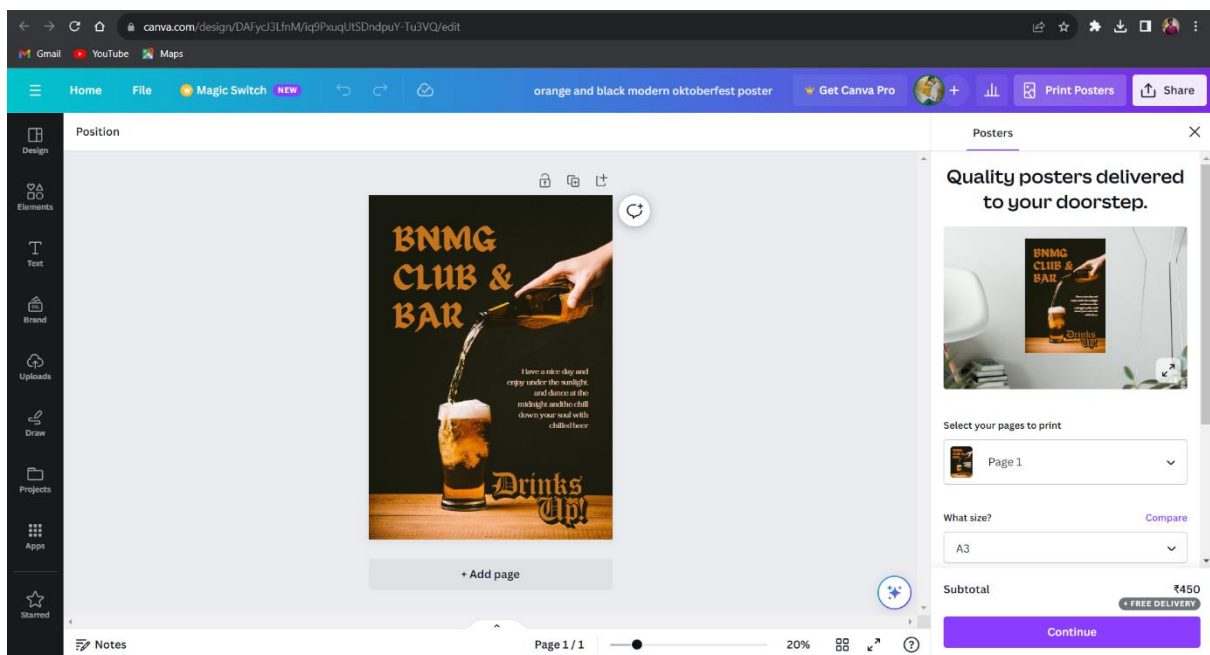 canva.com/design/DAFycJ3LfnM/iq9PxuqUtSDndpuY-Tu3VQ/edit
Gmail YouTube Maps
Home File Magic Switch NEW orange and black modern oktoberfest poster Get Canva Pro + Print Posters Share
Design
Elements
Text
Brand
Uploads
Draw
Projects
Apps
Starred
Position
BNMG
CLUB &
BAR
Have a nice day and
enjoy under the sunlight.
and dance at the
midnight andthe chill
down your soul with
chilled beer
Drinks
Up!
+ Add page
Notes Page 1 / 1 20%
Posters
Quality posters delivered
to your doorstep.
BNMG
CLUB &
BAR
Drinks
Up!
Select your pages to print
Page 1
What size? Compare
A3
Subtotal ₹450
+ FREE DELIVERY
Continue